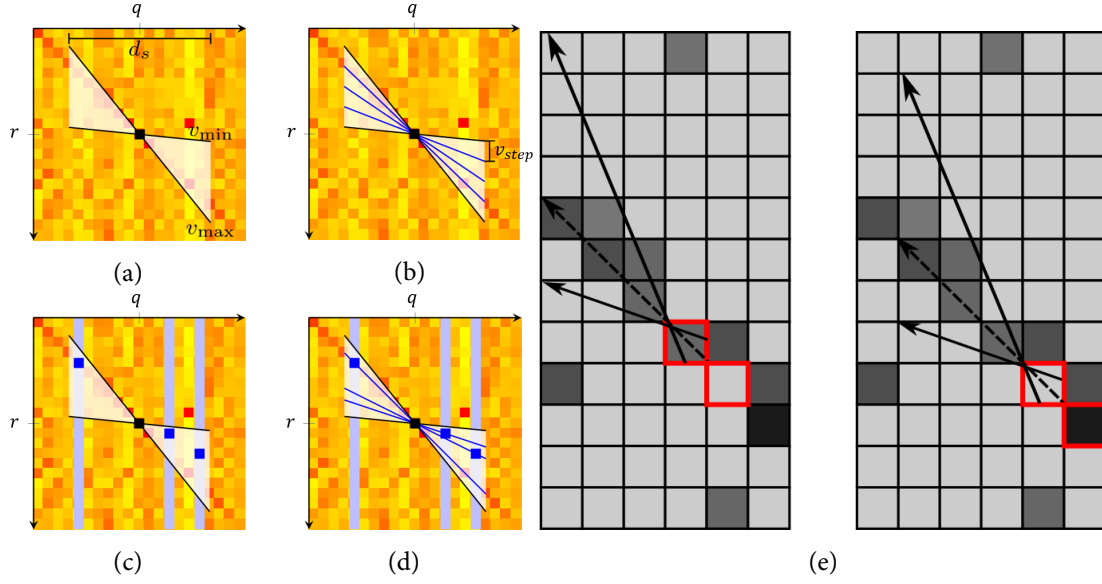 q
d_s
r
v_min
v_max
(a)
q
r
v_step
(b)
q
r
(c)
q
r
(d)
(e)